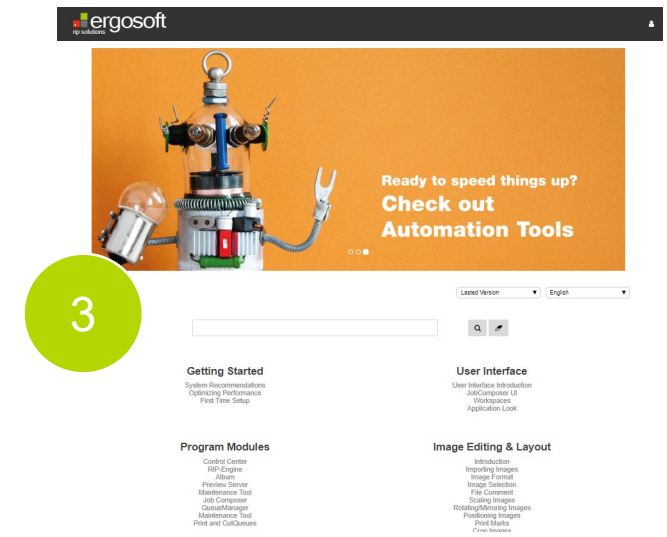 ergosoft
rip solutions
Ready to speed things up?
Check out
Automation Tools
3
Lasted Version
English
Getting Started
System Recommendations
Optimizing Performance
First Time Setup
User Interface
User Interface Introduction
JobComposer UI
Workspaces
Application Look
Program Modules
Control Center
RIP-Engine
Album
Preview Server
Maintenance Tool
Job Composer
QueueManager
Maintenance Tool
Print and CutQueues
Image Editing & Layout
Introduction
Importing Images
Image Format
Image Selection
File Comment
Scaling Images
Rotating/Mirroring Images
Positioning Images
Print Marks
Crop Images